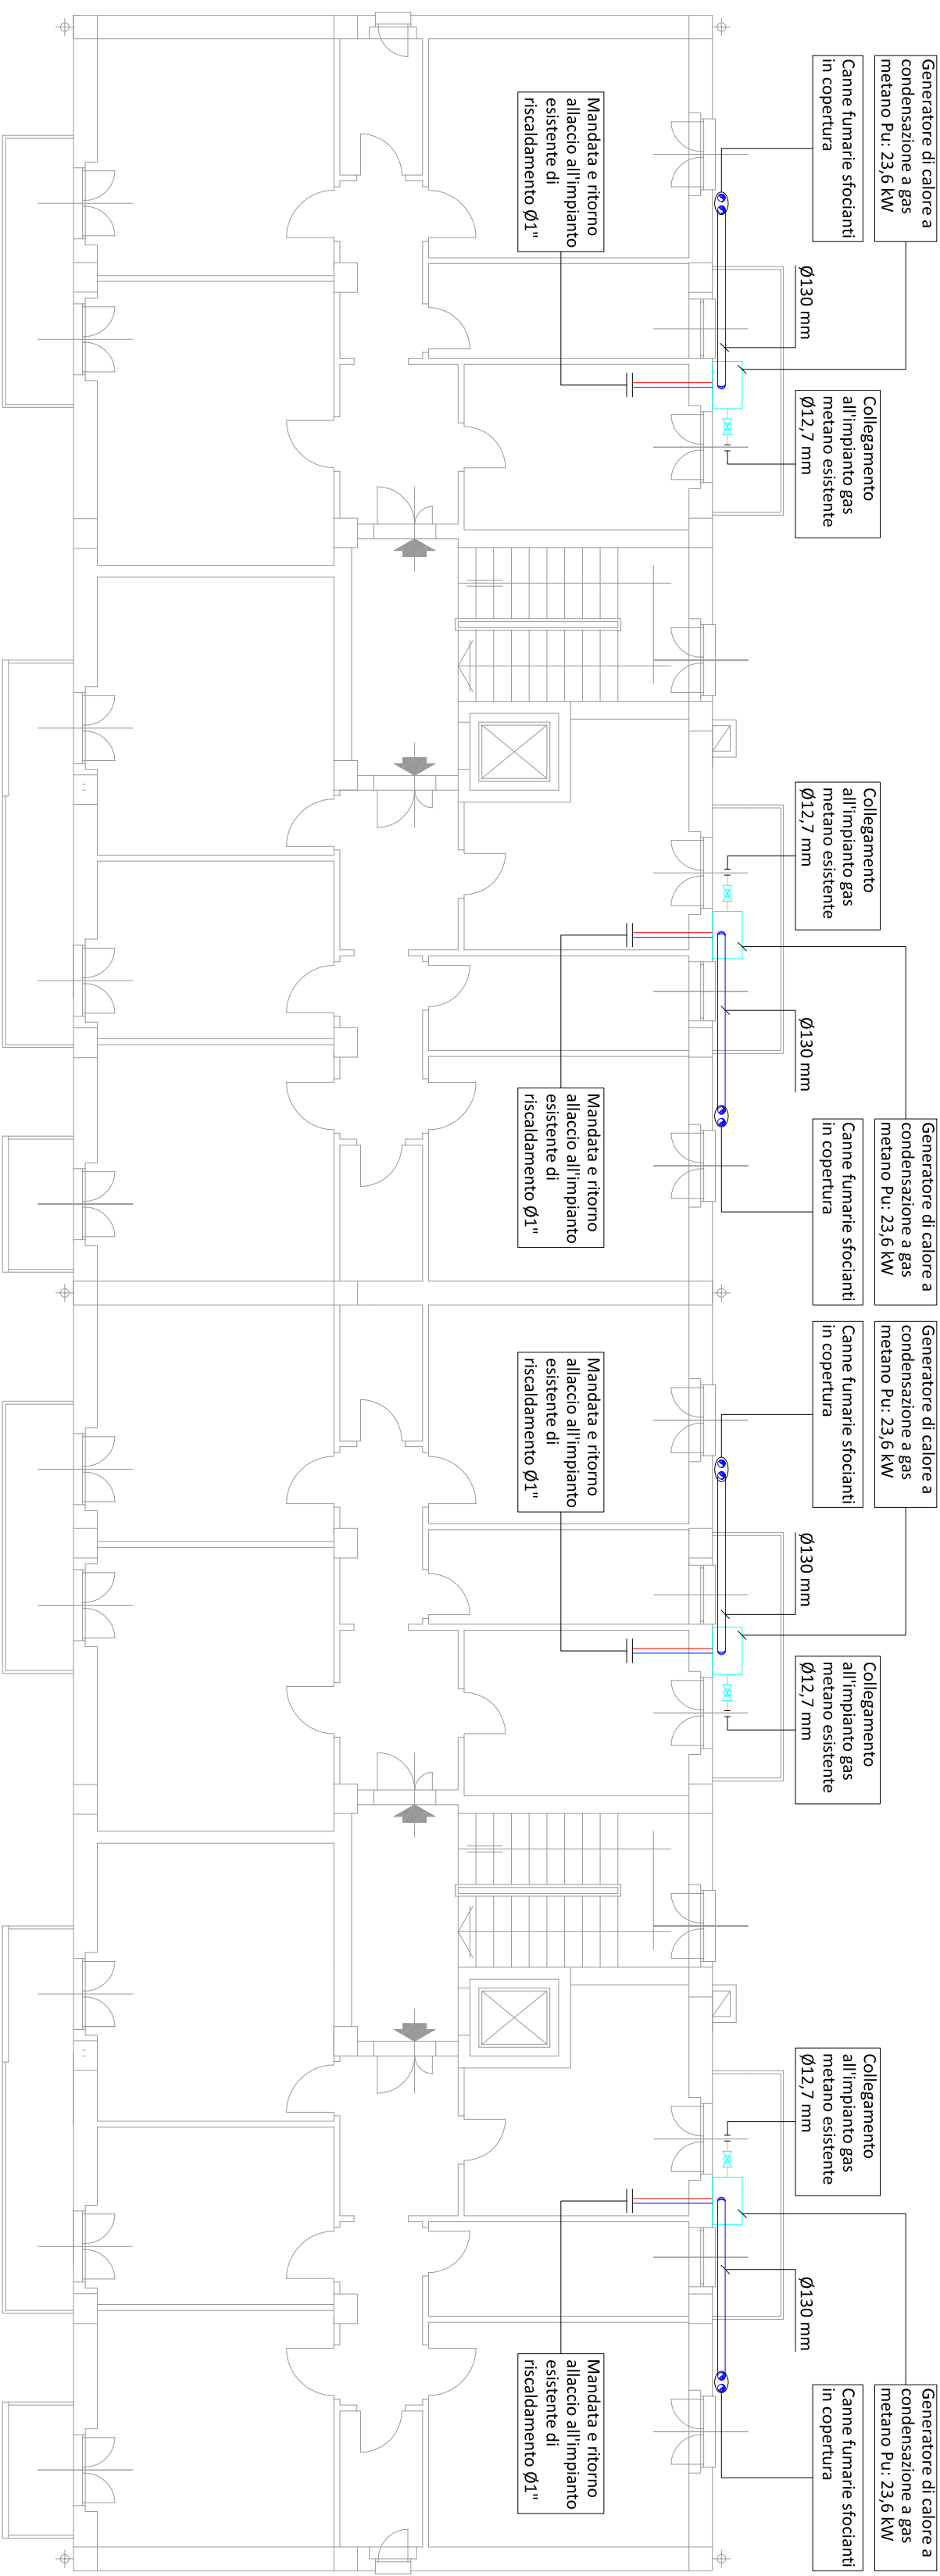 Generatore di calore a
condensazione a gas
metano Pu: 23,6 kW
Canne fumarie sfocianti
in copertura
Ø130 mm
Collegamento
all'impianto gas
metano esistente
Ø12,7 mm
Mandata e ritorno
allaccio all'impianto
esistente di
riscaldamento Ø1"
Collegamento
all'impianto gas
metano esistente
Ø12,7 mm
Ø130 mm
Generatore di calore a
condensazione a gas
metano Pu: 23,6 kW
Canne fumarie sfocianti
in copertura
Mandata e ritorno
allaccio all'impianto
esistente di
riscaldamento Ø1"
Generatore di calore a
condensazione a gas
metano Pu: 23,6 kW
Canne fumarie sfocianti
in copertura
Ø130 mm
Collegamento
all'impianto gas
metano esistente
Ø12,7 mm
Mandata e ritorno
allaccio all'impianto
esistente di
riscaldamento Ø1"
Collegamento
all'impianto gas
metano esistente
Ø12,7 mm
Ø130 mm
Generatore di calore a
condensazione a gas
metano Pu: 23,6 kW
Canne fumarie sfocianti
in copertura
Mandata e ritorno
allaccio all'impianto
esistente di
riscaldamento Ø1"